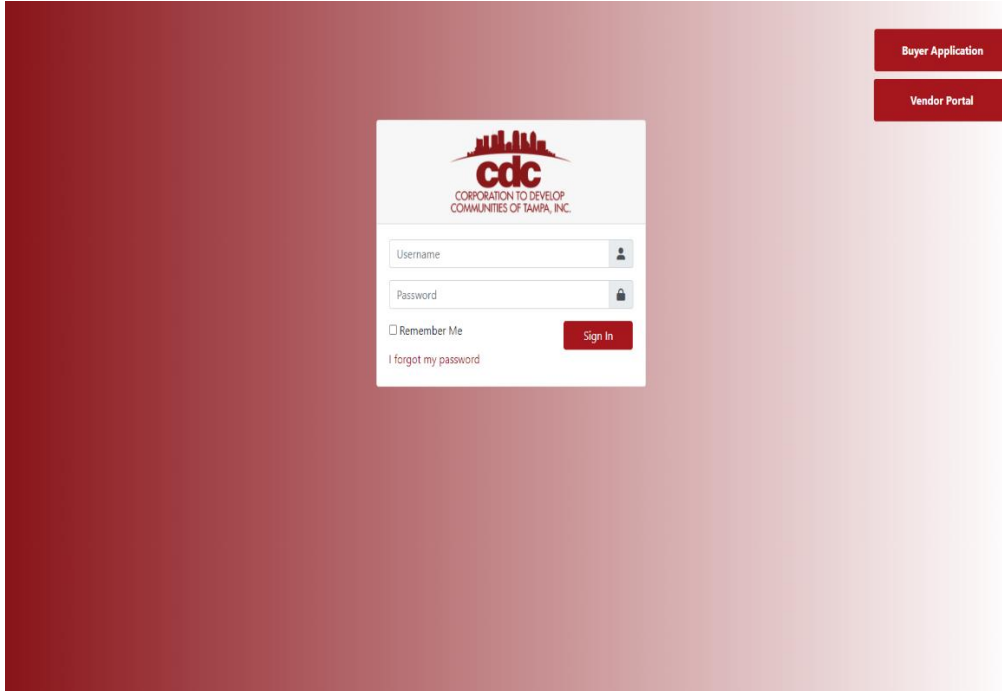 Buyer Application
Vendor Portal
cdc
CORPORATION TO DEVELOP
COMMUNITIES OF TAMPA, INC.
Username
Password
Remember Me
Sign In
I forgot my password